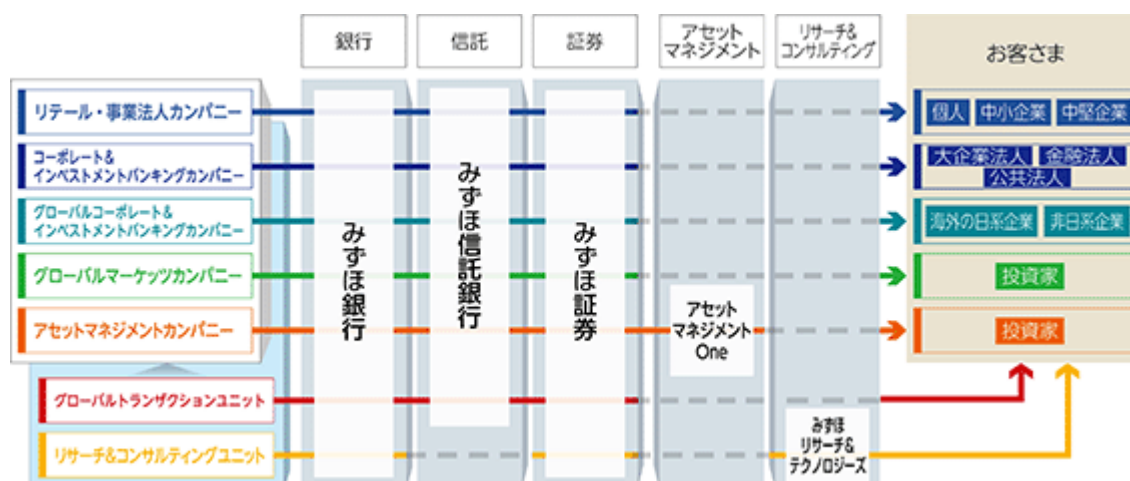 銀行
信託
証券
アセット
マネジメント
リサーチ&
コンサルティング
お客さま
リテール・事業法人カンパニー
個人 中小企業 中堅企業
コーポレート&
インベストメントバンキングカンパニー
大企業法人 金融法人
公共法人
グローバルコーポレート&
インベストメントバンキングカンパニー
海外の日系企業 非日系企業
グローバルマーケッツカンパニー
投資家
アセットマネジメントカンパニー
投資家
みずほ銀行
みずほ信託銀行
みずほ証券
アセット
マネジメント
One
グローバルトランザクションユニット
リサーチ&コンサルティングユニット
みずほ
リサーチ&
テクノロジーズ